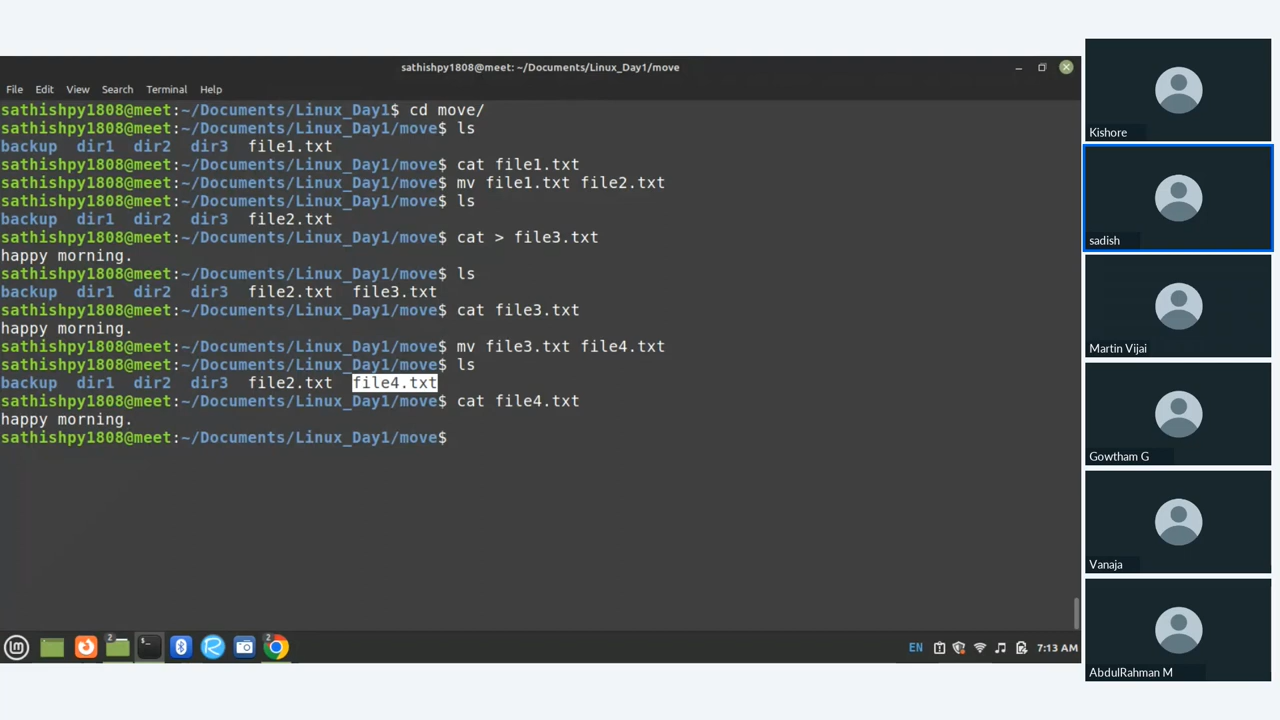 sathishpy1808@meet: ~/Documents/Linux_Day1/move
File Edit View Search Terminal Help
sathishpy1808@meet:~/Documents/Linux_Day1$ cd move/
sathishpy1808@meet:~/Documents/Linux_Day1/move$ ls
backup dir1 dir2 dir3 file1.txt
sathishpy1808@meet:~/Documents/Linux_Day1/move$ cat file1.txt
sathishpy1808@meet:~/Documents/Linux_Day1/move$ mv file1.txt file2.txt
sathishpy1808@meet:~/Documents/Linux_Day1/move$ ls
backup dir1 dir2 dir3 file2.txt
sathishpy1808@meet:~/Documents/Linux_Day1/move$ cat > file3.txt
happy morning.
sathishpy1808@meet:~/Documents/Linux_Day1/move$ ls
backup dir1 dir2 dir3 file2.txt file3.txt
sathishpy1808@meet:~/Documents/Linux_Day1/move$ cat file3.txt
happy morning.
sathishpy1808@meet:~/Documents/Linux_Day1/move$ mv file3.txt file4.txt
sathishpy1808@meet:~/Documents/Linux_Day1/move$ ls
backup dir1 dir2 dir3 file2.txt file4.txt
sathishpy1808@meet:~/Documents/Linux_Day1/move$ cat file4.txt
happy morning.
sathishpy1808@meet:~/Documents/Linux_Day1/move$
2
2
EN
7:13 AM
Kishore
sadish
Martin Vijai
Gowtham G
Vanaja
AbdulRahman M